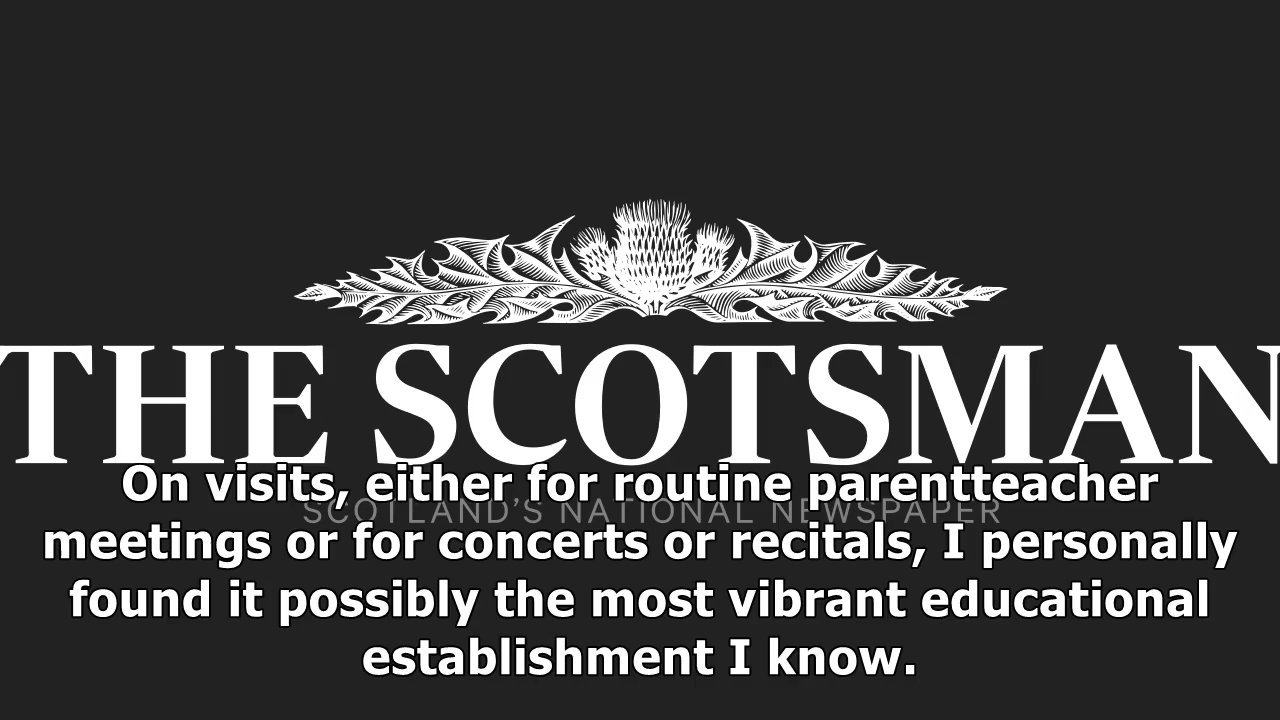 THE SCOTSMAN
On visits, either for routine parentteacher
SCOTLAND'S NATIONAL NEWSPAPER
meetings or for concerts or recitals, I personally
found it possibly the most vibrant educational
establishment I know.